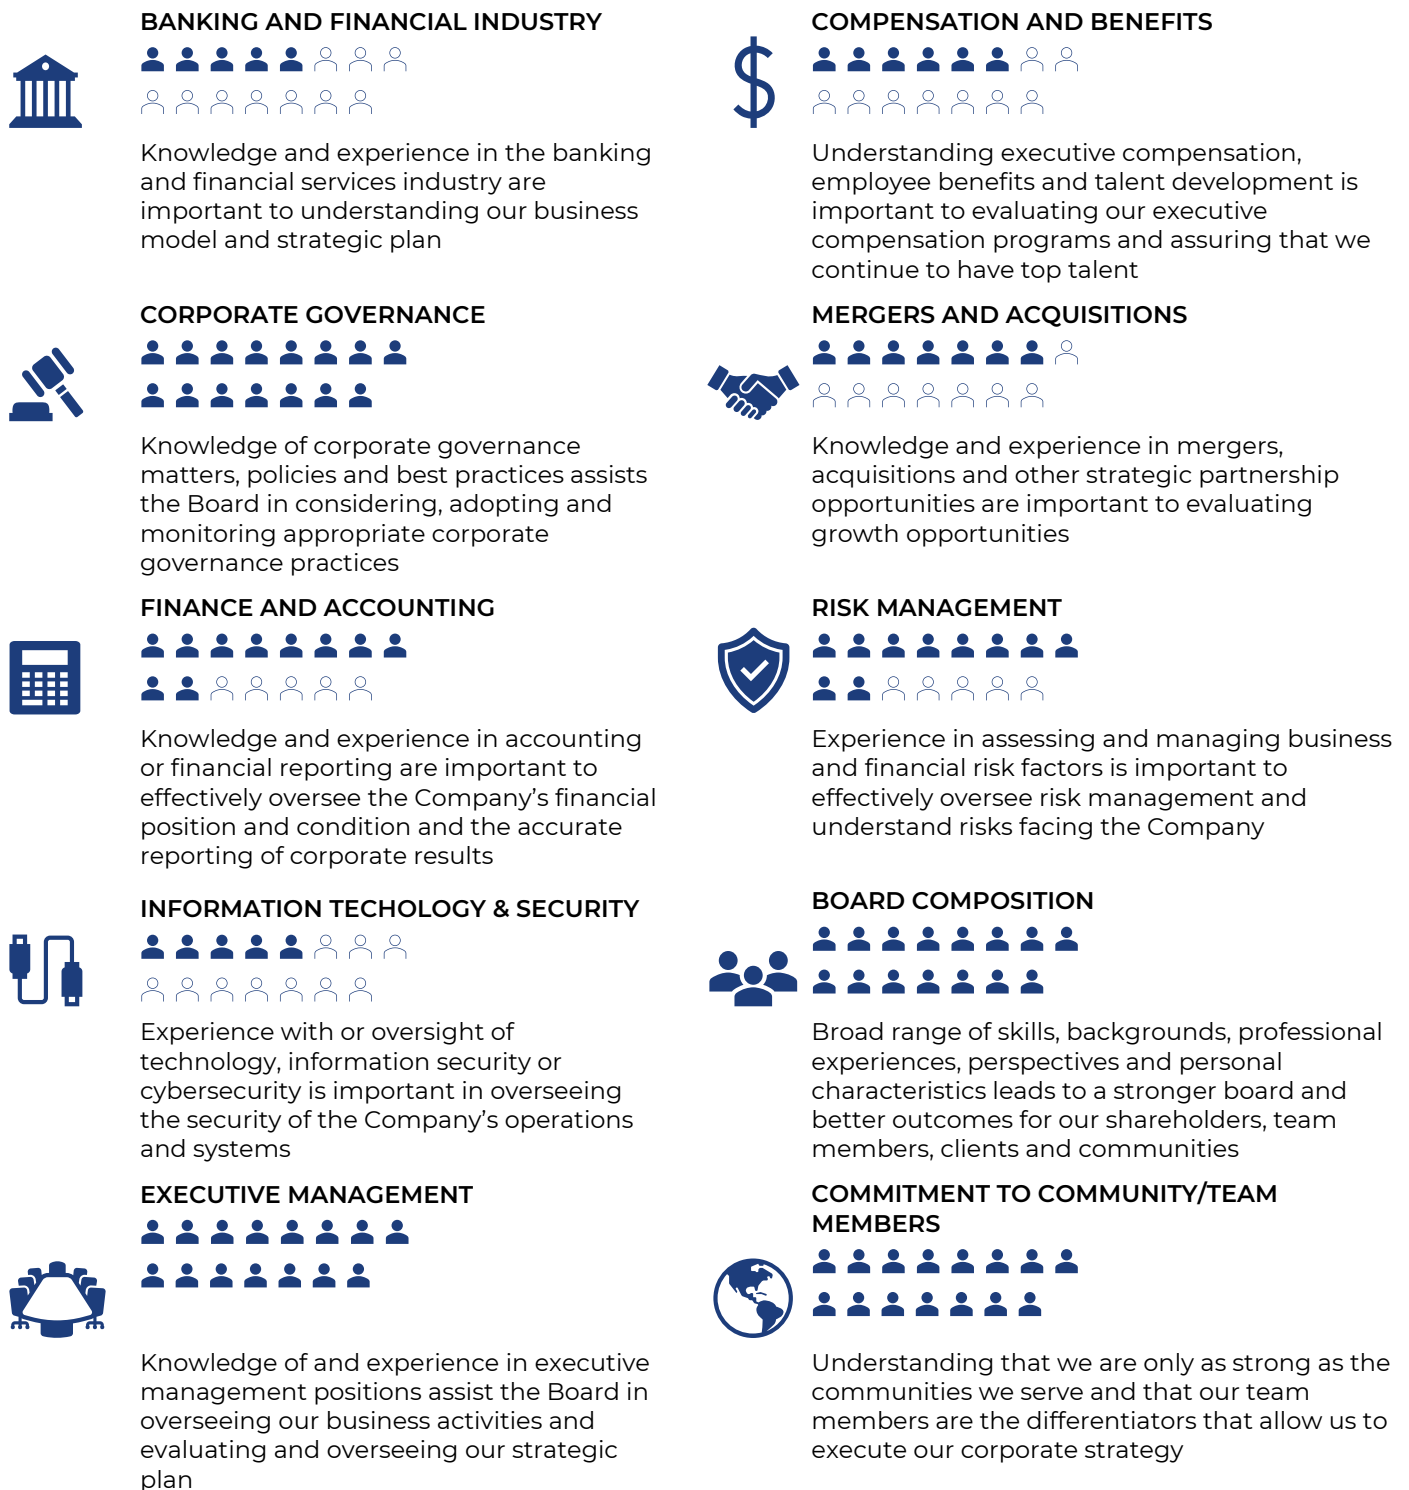 BANKING AND FINANCIAL INDUSTRY
Knowledge and experience in the banking
and financial services industry are
important to understanding our business
model and strategic plan
COMPENSATION AND BENEFITS
Understanding executive compensation,
employee benefits and talent development is
important to evaluating our executive
compensation programs and assuring that we
continue to have top talent
CORPORATE GOVERNANCE
Knowledge of corporate governance
matters, policies and best practices assists
the Board in considering, adopting and
monitoring appropriate corporate
governance practices
MERGERS AND ACQUISITIONS
Knowledge and experience in mergers,
acquisitions and other strategic partnership
opportunities are important to evaluating
growth opportunities
FINANCE AND ACCOUNTING
Knowledge and experience in accounting
or financial reporting are important to
effectively oversee the Company’s financial
position and condition and the accurate
reporting of corporate results
RISK MANAGEMENT
Experience in assessing and managing business
and financial risk factors is important to
effectively oversee risk management and
understand risks facing the Company
INFORMATION TECHOLOGY & SECURITY
Experience with or oversight of
technology, information security or
cybersecurity is important in overseeing
the security of the Company’s operations
and systems
BOARD COMPOSITION
Broad range of skills, backgrounds, professional
experiences, perspectives and personal
characteristics leads to a stronger board and
better outcomes for our shareholders, team
members, clients and communities
EXECUTIVE MANAGEMENT
Knowledge of and experience in executive
management positions assist the Board in
overseeing our business activities and
evaluating and overseeing our strategic
plan
COMMITMENT TO COMMUNITY/TEAM
MEMBERS
Understanding that we are only as strong as the
communities we serve and that our team
members are the differentiators that allow us to
execute our corporate strategy